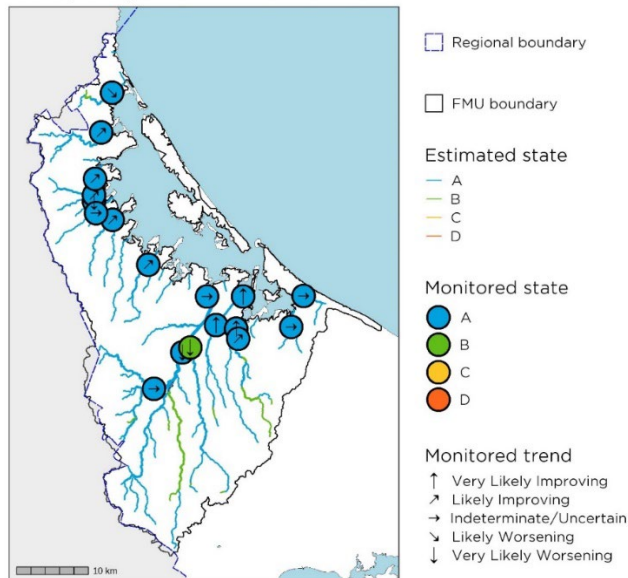 Regional boundary
FMU boundary
Estimated state
A
B
C
D
Monitored state
A
B
C
D
Monitored trend
↑ Very Likely Improving
↗ Likely Improving
→ Indeterminate/Uncertain
↘ Likely Worsening
↓ Very Likely Worsening
10 km